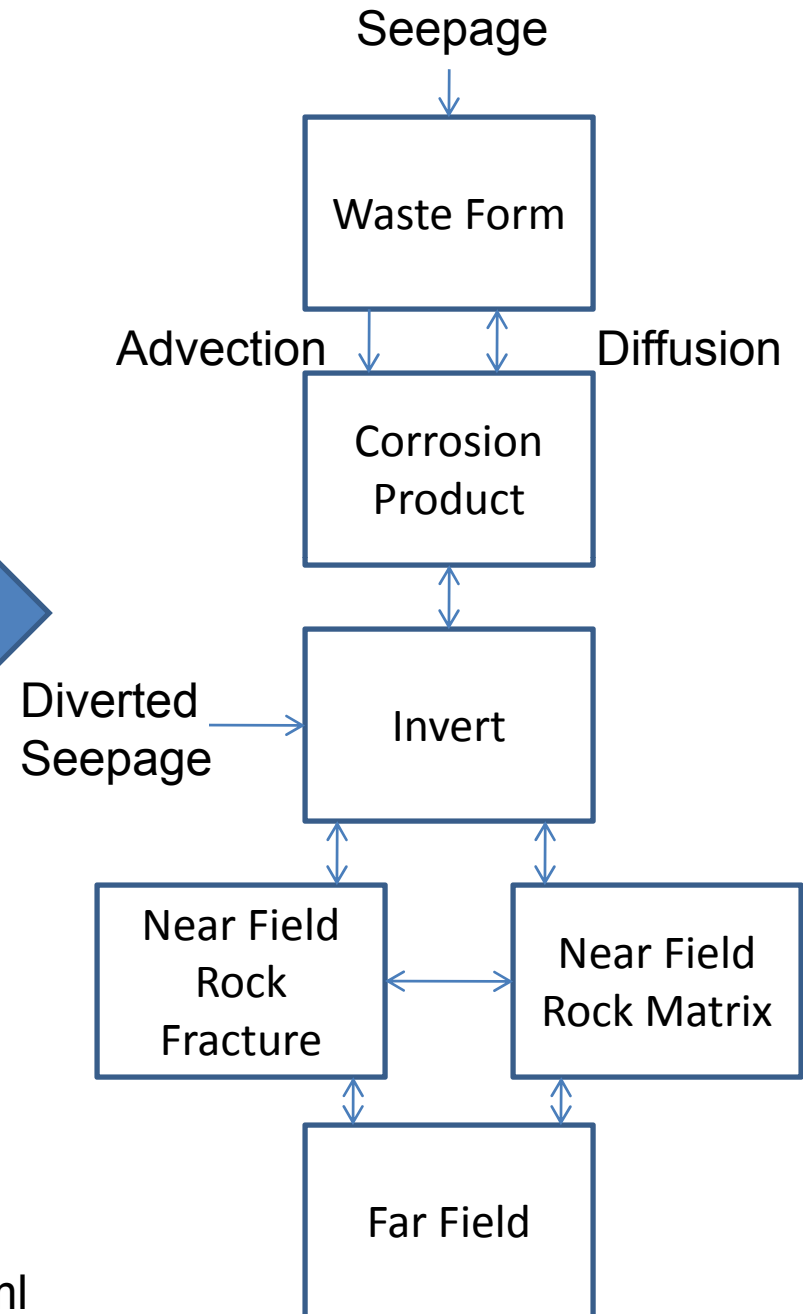 Seepage
Waste Form
Advection
Diffusion
Corrosion
Product
Diverted
Seepage
Invert
Near Field
Rock
Fracture
Near Field
Rock Matrix
Far Field